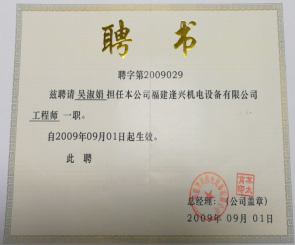 聘书
聘字第2009029
兹聘请 吴淑娟 担任本公司福建逢兴机电设备有限公司
工程师 一职。
自2009年09月01日起生效。
此 聘
总经理: (公司盖章)
2009年 09月 01日